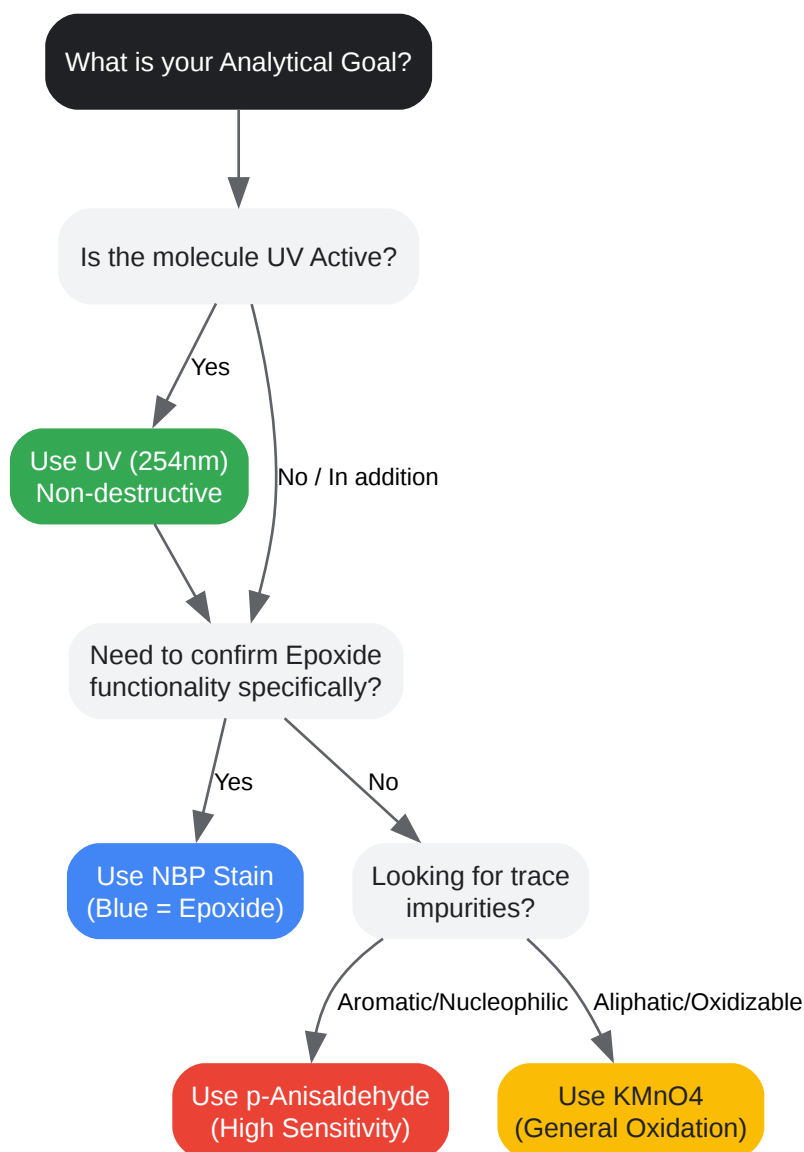 What is your Analytical Goal?
Is the molecule UV Active?
Yes
Use UV (254nm)
Non-destructive
No / In addition
Need to confirm Epoxide
functionality specifically?
Yes
No
Use NBP Stain
(Blue = Epoxide)
Looking for trace
impurities?
Aromatic/Nucleophilic
Aliphatic/Oxidizable
Use p-Anisaldehyde
(High Sensitivity)
Use KMnO4
(General Oxidation)